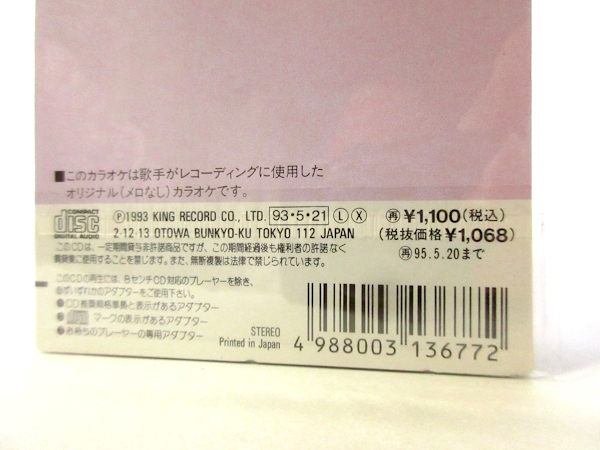 ■このカラオケは歌手がレコーディングに使用した
オリジナル(メロなし)カラオケです。
COMPACT
disc
DIGITAL AUDIO
Ⓟ1993 KING RECORD CO., LTD. 93・5・21 Ⓛ Ⓧ
2-12-13 OTOWA BUNKYO-KU TOKYO 112 JAPAN
㊢¥1,100(税込)
(税抜価格¥1,068)
95.5.20まで
このCDは、一定期間貸与非許諾商品ですが、この期間経過後も権利者の許諾なく
賃貸業に使用することを禁じます。また、無断複製は法律で禁じられています。
このCDの再生には、8センチCD対応のプレーヤーを除き、
いずれかのアダプターをご使用下さい。
CD推奨規格準拠と表示があるアダプター
マークの表示があるアダプター
お持ちのプレーヤーの専用アダプター
STEREO
Printed in Japan
4 988003 136772